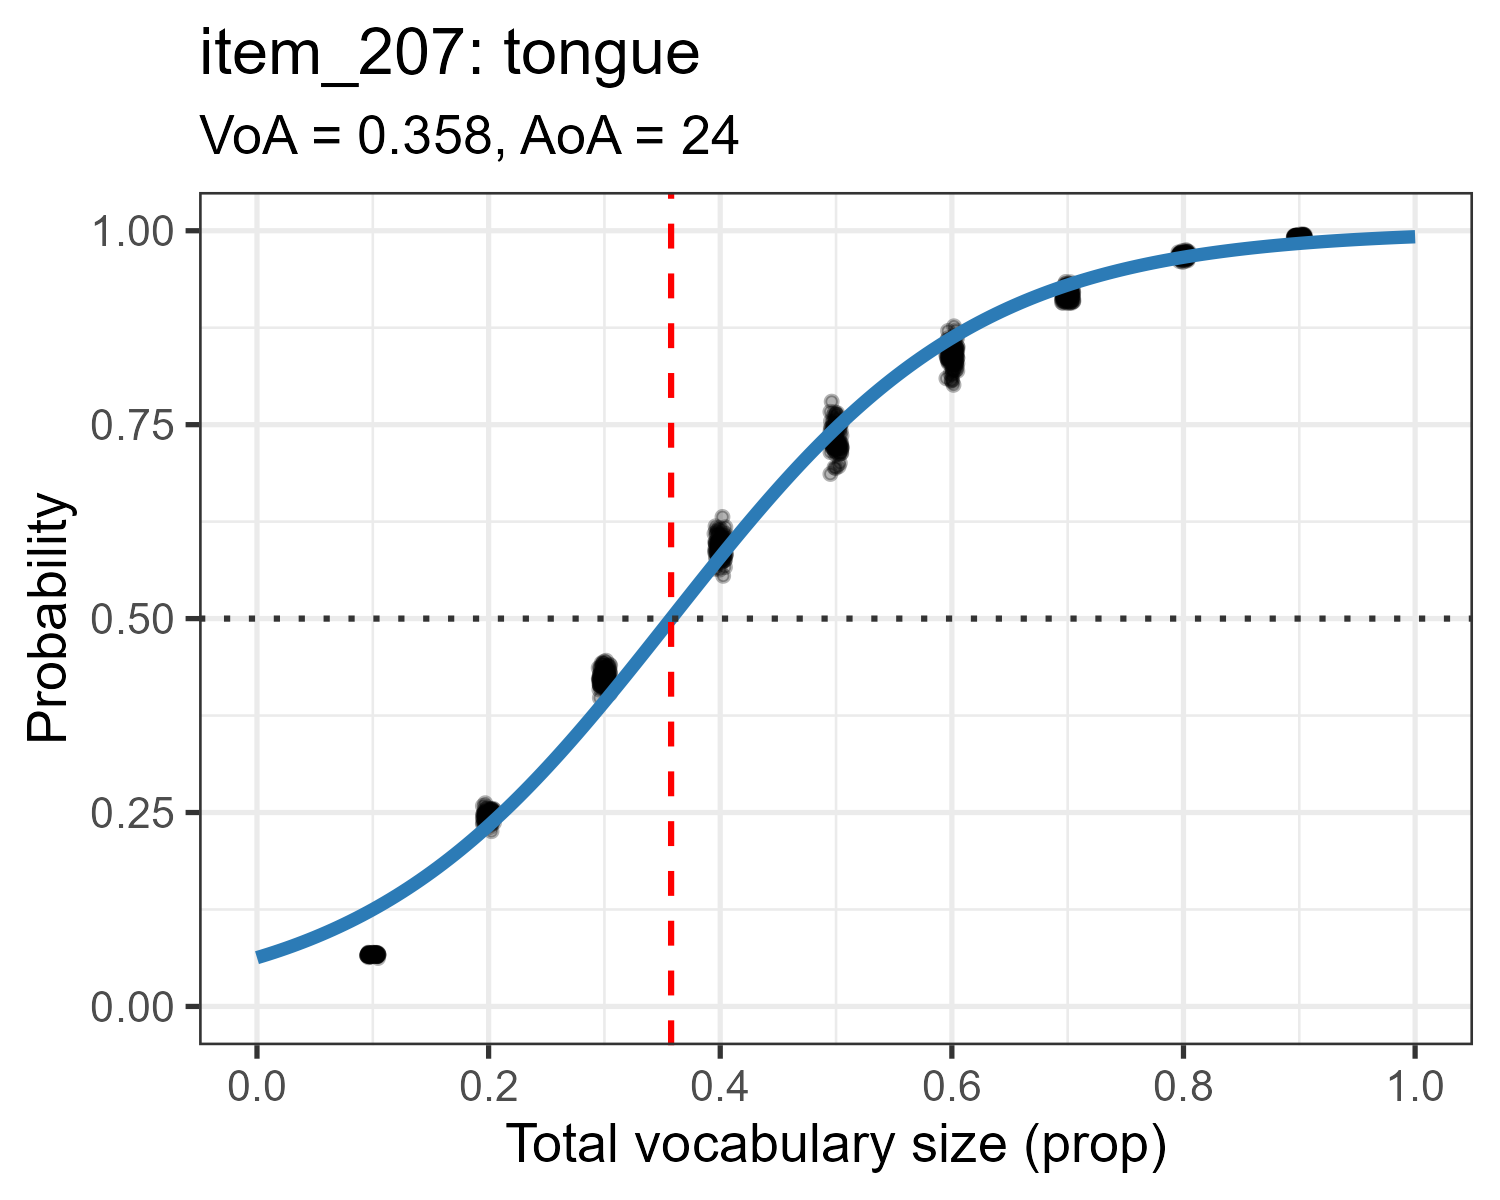 item_207: tongue
VoA = 0.358, AoA = 24
1.00
0.75
0.50
0.25
0.00
Probability
0.0 0.2 0.4 0.6 0.8 1.0
Total vocabulary size (prop)